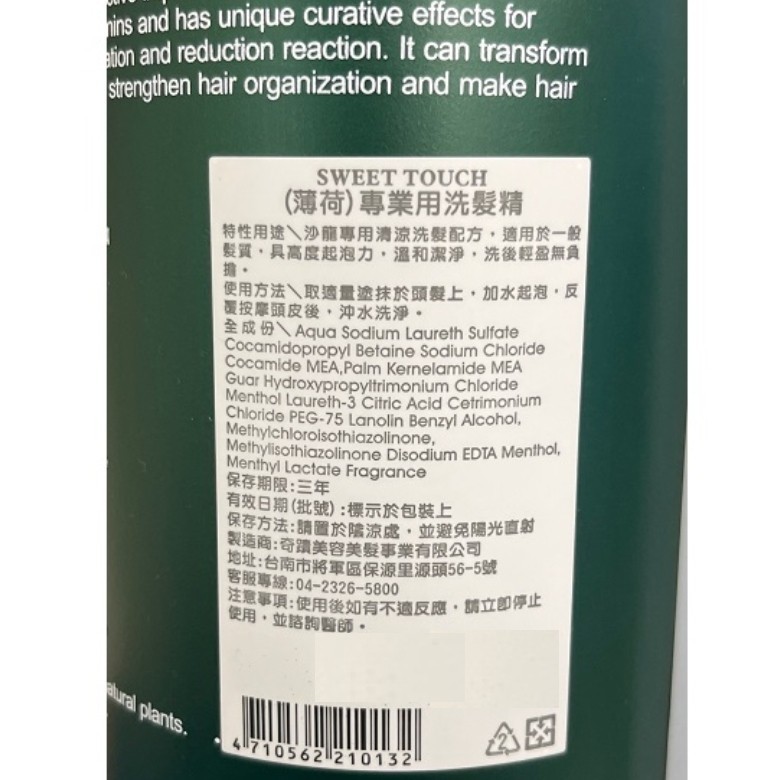 and has unique curative effects for
and reduction reaction. It can transform
strengthen hair organization and make hair
SWEET TOUCH
(薄荷)專業用洗髮精
特性用途＼沙龍專用清涼洗髮配方，適用於一般
髮質，具高度起泡力，溫和潔淨，洗後輕盈無負
擔。
使用方法＼取適量塗抹於頭髮上，加水起泡，反
覆按摩頭皮後，沖水洗淨。
全成份＼Aqua Sodium Laureth Sulfate
Cocamidopropyl Betaine Sodium Chloride
Cocamide MEA,Palm Kernelamide MEA
Guar Hydroxypropyltrimonium Chloride
Menthol Laureth-3 Citric Acid Cetrimonium
Chloride PEG-75 Lanolin Benzyl Alcohol,
Methylchloroisothiazolinone,
Methylisothiazolinone Disodium EDTA Menthol,
Menthyl Lactate Fragrance
保存期限:三年
有效日期(批號):標示於包裝上
保存方法:請置於陰涼處，並避免陽光直射
製造商:奇蹟美容美髮事業有限公司
地址:台南市將軍區保源里源頭56-5號
客服專線:04-2326-5800
注意事項:使用後如有不適反應，請立即停止
使用，並諮詢醫師。
natural plants.
4710562210132
2